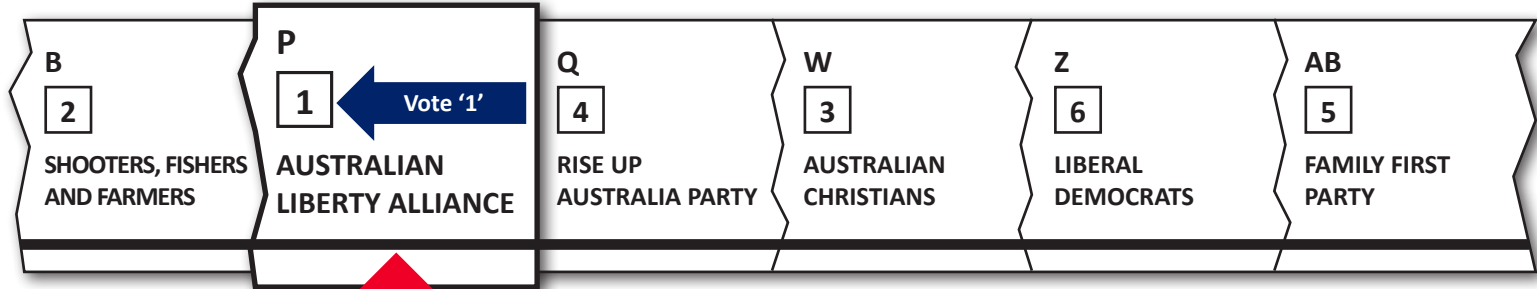 B
2
SHOOTERS, FISHERS
AND FARMERS
P
1
Vote ‘1’
AUSTRALIAN
LIBERTY ALLIANCE
Q
4
RISE UP
AUSTRALIA PARTY
W
3
AUSTRALIAN
CHRISTIANS
Z
6
LIBERAL
DEMOCRATS
AB
5
FAMILY FIRST
PARTY